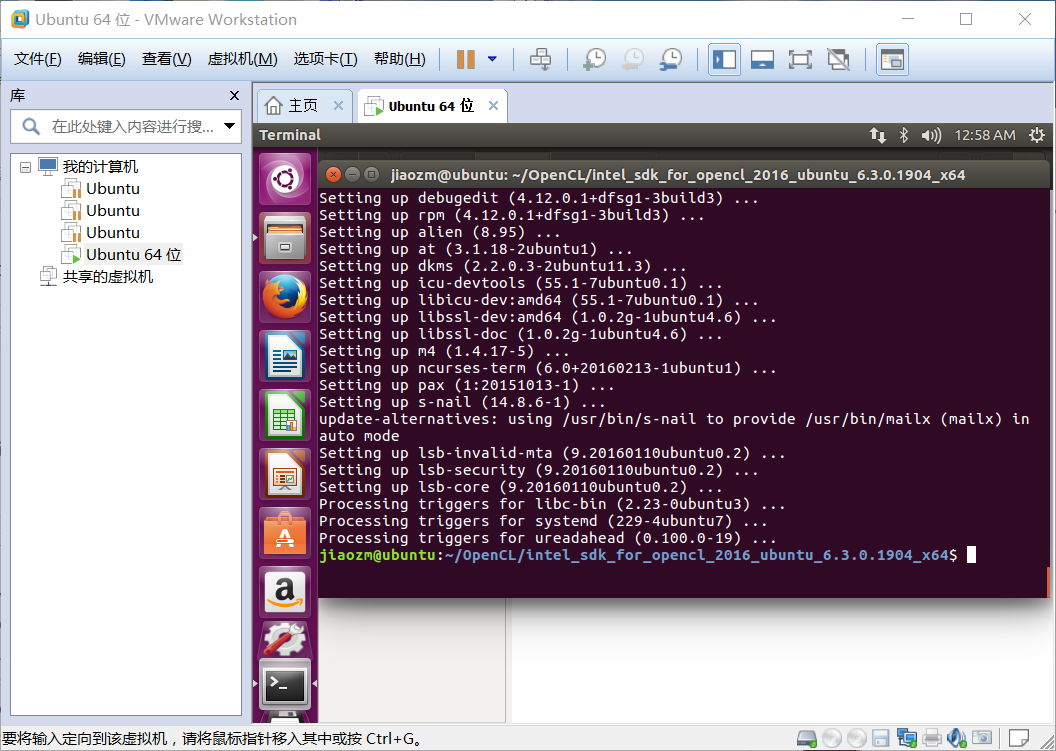 Ubuntu 64 位 - VMware Workstation
文件(F) 编辑(E) 查看(V) 虚拟机(M) 选项卡(T) 帮助(H)
库
在此处键入内容进行搜...
我的计算机
Ubuntu
Ubuntu
Ubuntu
Ubuntu 64 位
共享的虚拟机
主页
Ubuntu 64 位
Terminal
12:58 AM
jiaozm@ubuntu: ~/OpenCL/intel_sdk_for_opencl_2016_ubuntu_6.3.0.1904_x64
Setting up debugedit (4.12.0.1+dfsg1-3build3) ...
Setting up rpm (4.12.0.1+dfsg1-3build3) ...
Setting up alien (8.95) ...
Setting up at (3.1.18-2ubuntu1) ...
Setting up dkms (2.2.0.3-2ubuntu11.3) ...
Setting up icu-devtools (55.1-7ubuntu0.1) ...
Setting up libicu-dev:amd64 (55.1-7ubuntu0.1) ...
Setting up libssl-dev:amd64 (1.0.2g-1ubuntu4.6) ...
Setting up libssl-doc (1.0.2g-1ubuntu4.6) ...
Setting up m4 (1.4.17-5) ...
Setting up ncurses-term (6.0+20160213-1ubuntu1) ...
Setting up pax (1:20151013-1) ...
Setting up s-nail (14.8.6-1) ...
update-alternatives: using /usr/bin/s-nail to provide /usr/bin/mailx (mailx) in
auto mode
Setting up lsb-invalid-mta (9.20160110ubuntu0.2) ...
Setting up lsb-security (9.20160110ubuntu0.2) ...
Setting up lsb-core (9.20160110ubuntu0.2) ...
Processing triggers for libc-bin (2.23-0ubuntu3) ...
Processing triggers for systemd (229-4ubuntu7) ...
Processing triggers for ureadahead (0.100.0-19) ...
jiaozm@ubuntu:~/OpenCL/intel_sdk_for_opencl_2016_ubuntu_6.3.0.1904_x64$
要将输入定向到该虚拟机，请将鼠标指针移入其中或按 Ctrl+G。